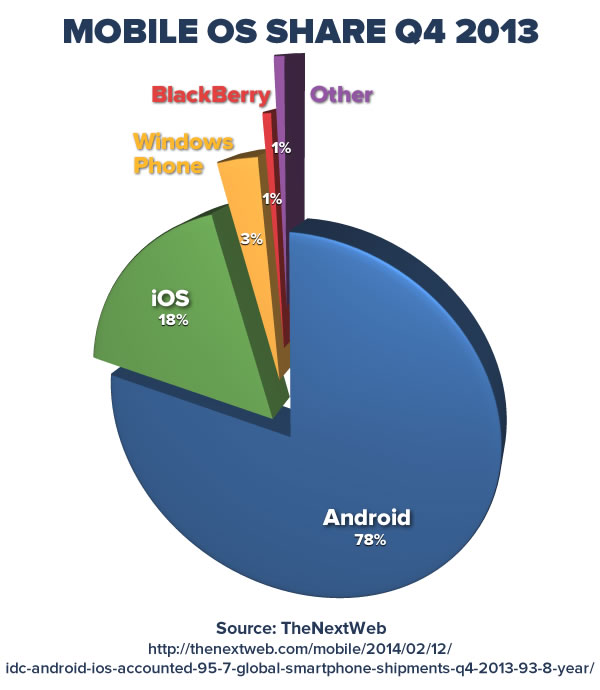 MOBILE OS SHARE Q4 2013
BlackBerry
Other
Windows
Phone
1%
1%
3%
iOS
18%
Android
78%
Source: TheNextWeb
http://thenextweb.com/mobile/2014/02/12/
idc-android-ios-accounted-95-7-global-smartphone-shipments-q4-2013-93-8-year/